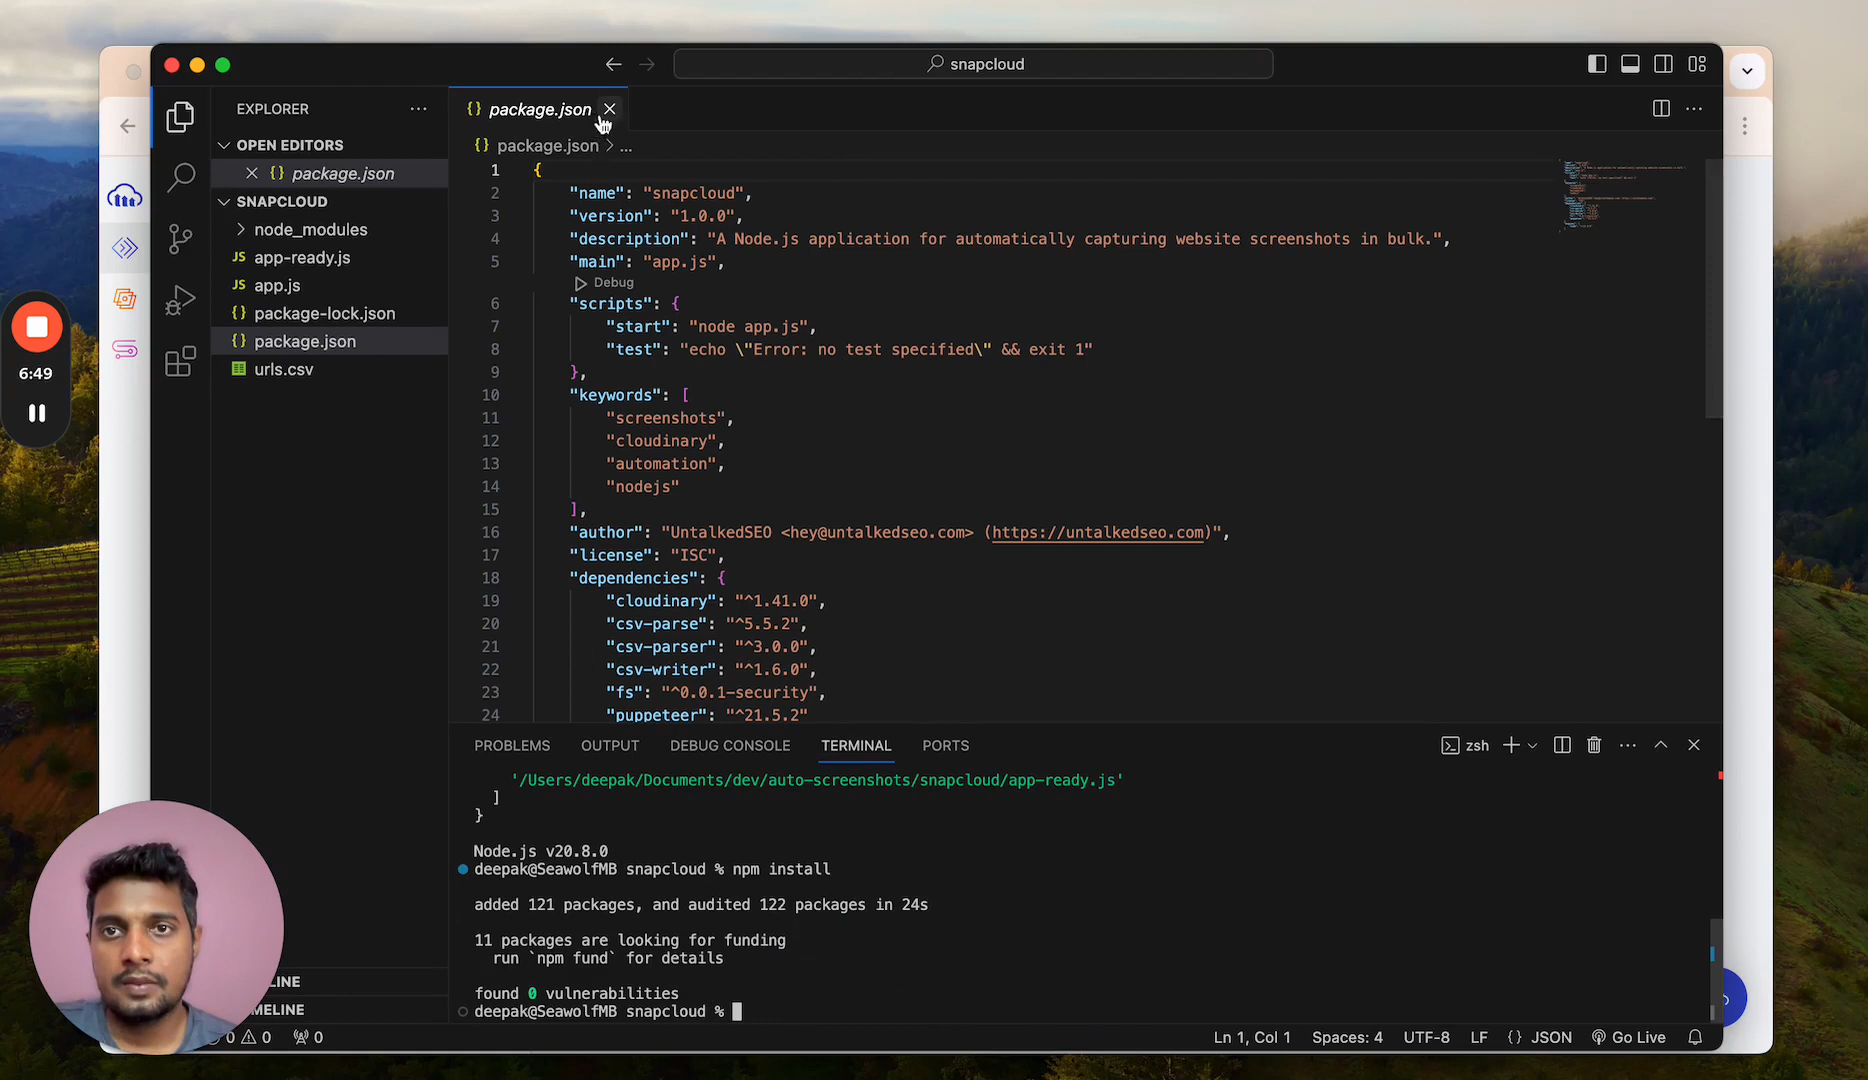 snapcloud
EXPLORER
OPEN EDITORS
package.json
SNAPCLOUD
node_modules
app-ready.js
app.js
package-lock.json
package.json
urls.csv
LINE
MELINE
6:49
package.json
package.json > ...
1 {
2 "name": "snapcloud",
3 "version": "1.0.0",
4 "description": "A Node.js application for automatically capturing website screenshots in bulk.",
5 "main": "app.js",
Debug
6 "scripts": {
7 "start": "node app.js",
8 "test": "echo \"Error: no test specified\" && exit 1"
9 },
10 "keywords": [
11 "screenshots",
12 "cloudinary",
13 "automation",
14 "nodejs"
15 ],
16 "author": "UntalkedSEO <hey@untalkedseo.com> (https://untalkedseo.com)",
17 "license": "ISC",
18 "dependencies": {
19 "cloudinary": "^1.41.0",
20 "csv-parse": "^5.5.2",
21 "csv-parser": "^3.0.0",
22 "csv-writer": "^1.6.0",
23 "fs": "^0.0.1-security",
24 "puppeteer": "^21.5.2"
PROBLEMS OUTPUT DEBUG CONSOLE TERMINAL PORTS
zsh
'/Users/deepak/Documents/dev/auto-screenshots/snapcloud/app-ready.js'
]
}
Node.js v20.8.0
deepak@SeawolfMB snapcloud % npm install
added 121 packages, and audited 122 packages in 24s
11 packages are looking for funding
run `npm fund` for details
found 0 vulnerabilities
deepak@SeawolfMB snapcloud %
0 0 0
Ln 1, Col 1 Spaces: 4 UTF-8 LF {} JSON Go Live